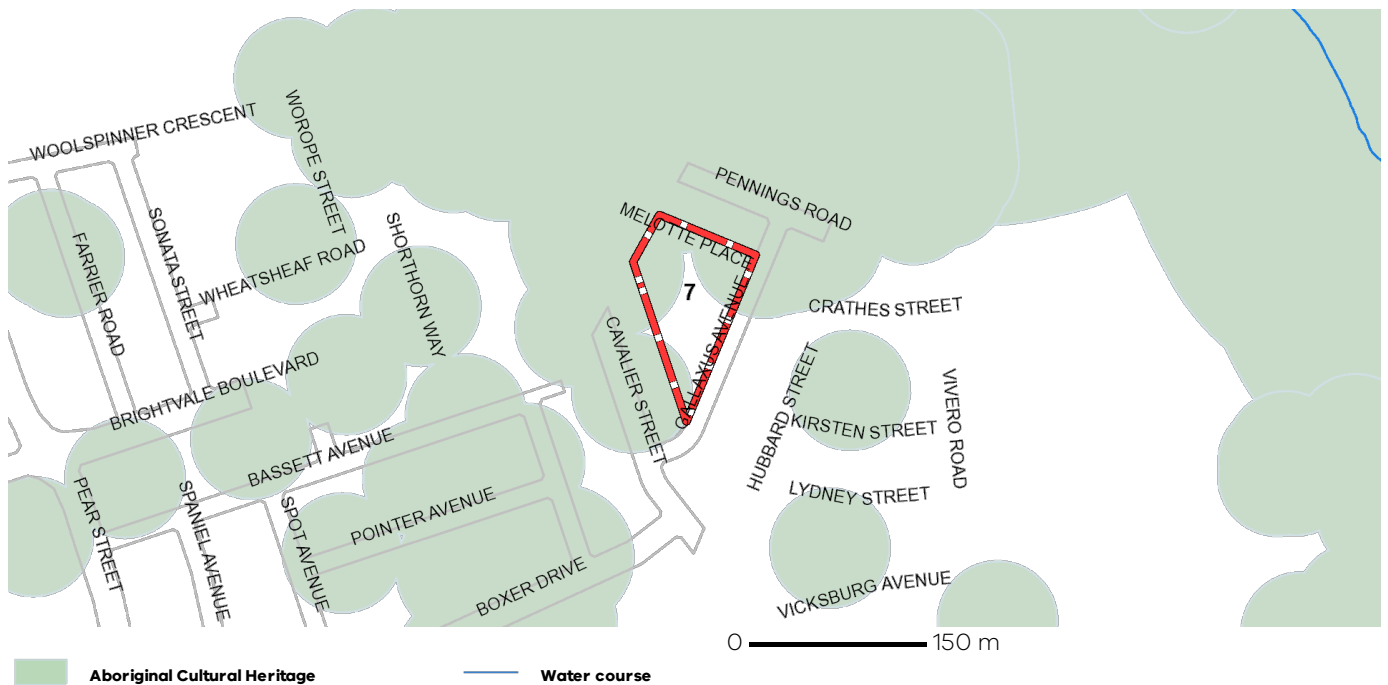 WOOLSPINNER CRESCENT
WOROPE STREET
PENNINGS ROAD
MELOTTE PLACE
SONATA STREET
SHORTHORN WAY
FARRIER ROAD
WHEATSHEAF ROAD
7
CALLAXUS AVENUE
CRATHES STREET
CAVALIER STREET
HUBBARD STREET
VIVERO ROAD
BRIGHTVALE BOULEVARD
KIRSTEN STREET
BASSETT AVENUE
PEAR STREET
SPANIEL AVENUE
SPOT AVENUE
POINTER AVENUE
LYDNEY STREET
BOXER DRIVE
VICKSBURG AVENUE
0 150 m
Aboriginal Cultural Heritage
Water course